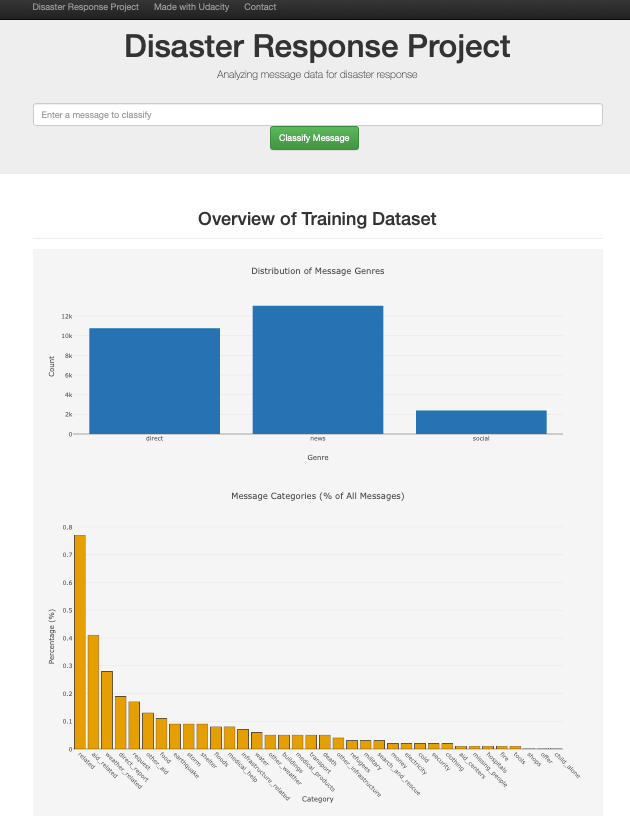 Disaster Response Project Made with Udacity Contact
Disaster Response Project
Analyzing message data for disaster response
Enter a message to classify
Classify Message
Overview of Training Dataset
Distribution of Message Genres
12k
10k
8k
6k
4k
2k
0
Count
direct news social
Genre
Message Categories (% of All Messages)
0.8
0.7
0.6
0.5
0.4
0.3
0.2
0.1
0
Percentage (%)
related
aid_related
weather_related
direct_report
request
other_aid
food
earthquake
storm
shelter
floods
medical_help
infrastructure_related
water
other_weather
buildings
medical_products
transport
death
other_infrastructure
refugees
military
search_and_rescue
money
electricity
cold
security
clothing
aid_centers
missing_people
hospitals
fire
tools
shops
offer
child_alone
Category